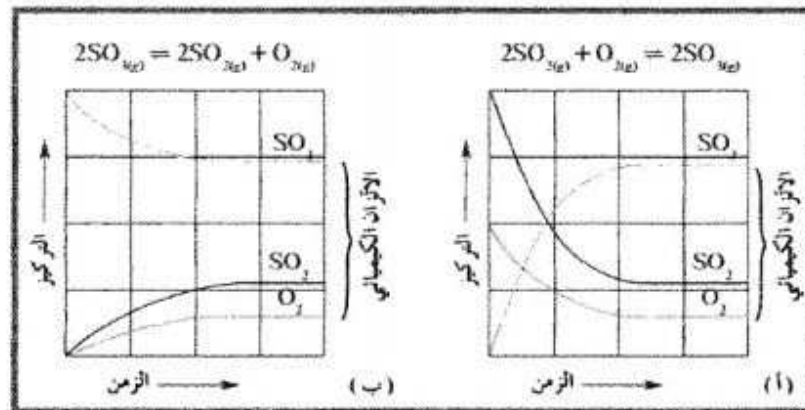 2SO₃(g) ⇌ 2SO₂(g) + O₂(g)
2SO₂(g) + O₂(g) ⇌ 2SO₃(g)
SO₃
SO₂
O₂
التركيز
الاتزان الكيميائي
الزمن
(ب)
SO₃
SO₂
O₂
التركيز
الاتزان الكيميائي
الزمن
(أ)